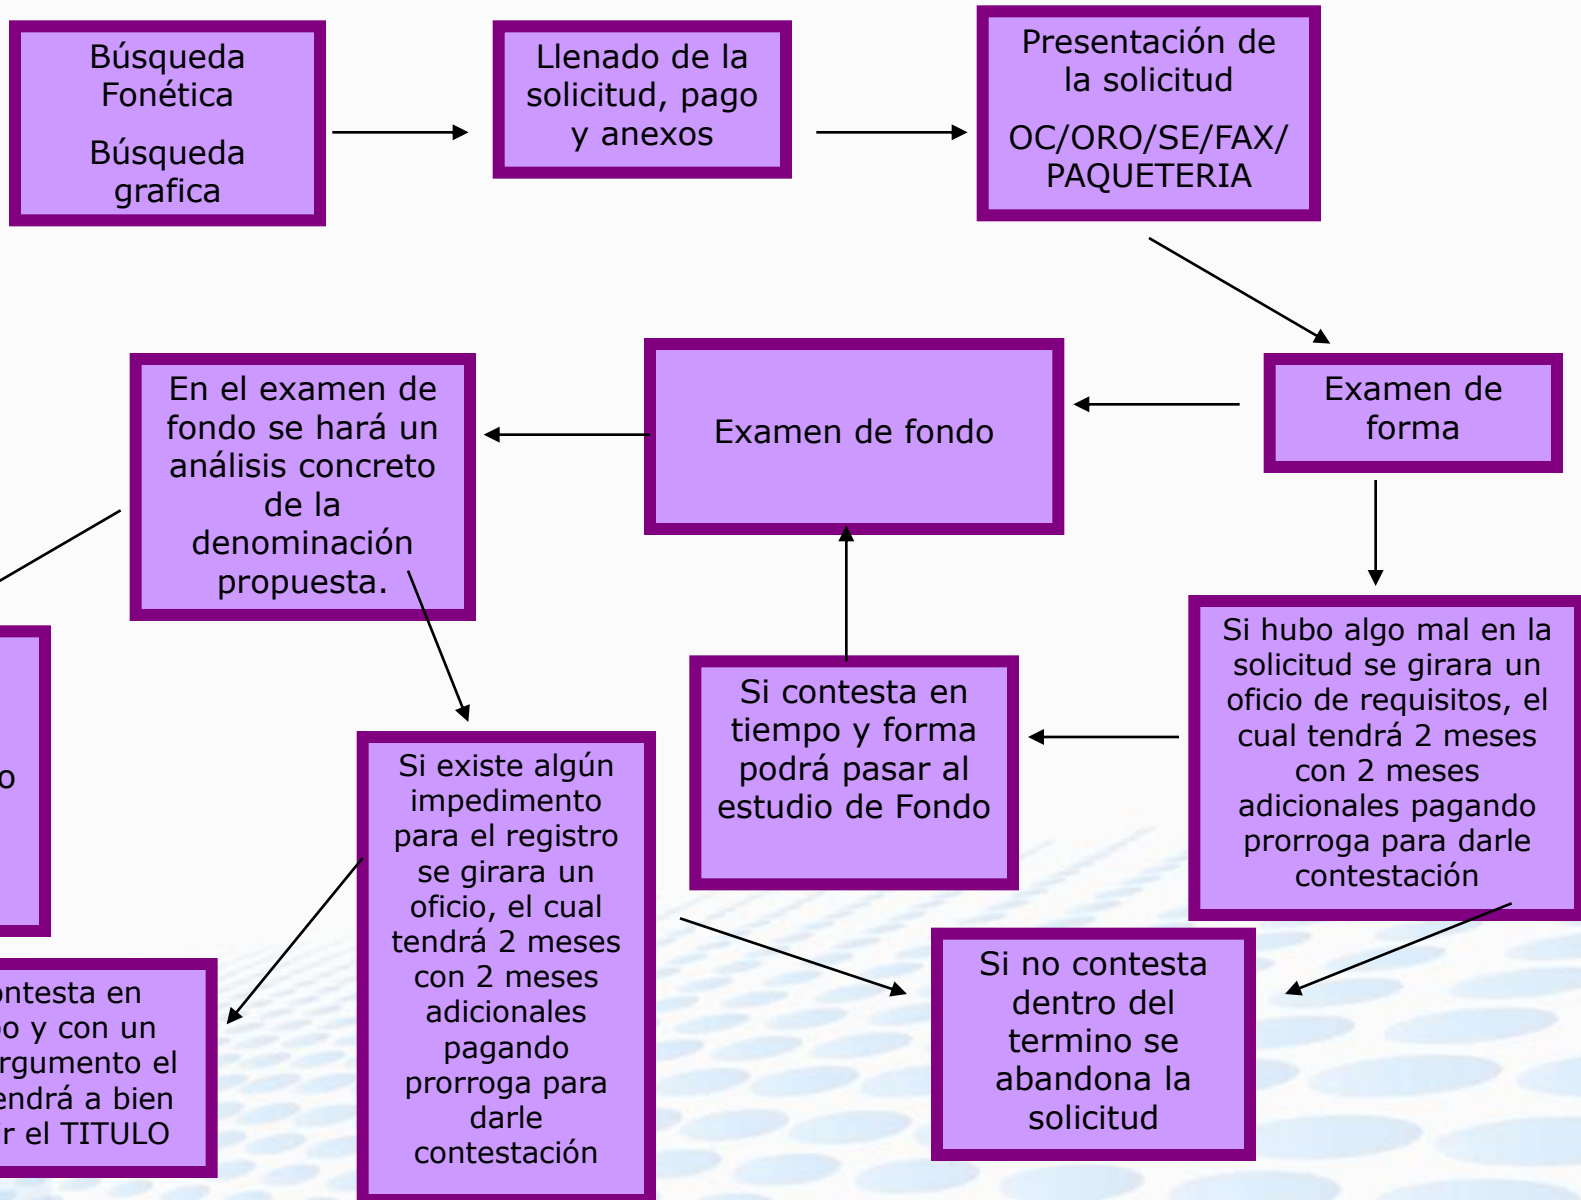 Búsqueda
Fonética
Búsqueda
grafica
Llenado de la
solicitud, pago
y anexos
Presentación de
la solicitud
OC/ORO/SE/FAX/
PAQUETERIA
En el examen de
fondo se hará un
análisis concreto
de la
denominación
propuesta.
Examen de fondo
Examen de
forma
Si contesta en
tiempo y forma
podrá pasar al
estudio de Fondo
Si hubo algo mal en la
solicitud se girara un
oficio de requisitos, el
cual tendrá 2 meses
con 2 meses
adicionales pagando
prorroga para darle
contestación
Si existe algún
impedimento
para el registro
se girara un
oficio, el cual
tendrá 2 meses
con 2 meses
adicionales
pagando
prorroga para
darle
contestación
en
y con un
el
a bien
el TITULO
Si no contesta
dentro del
termino se
abandona la
solicitud